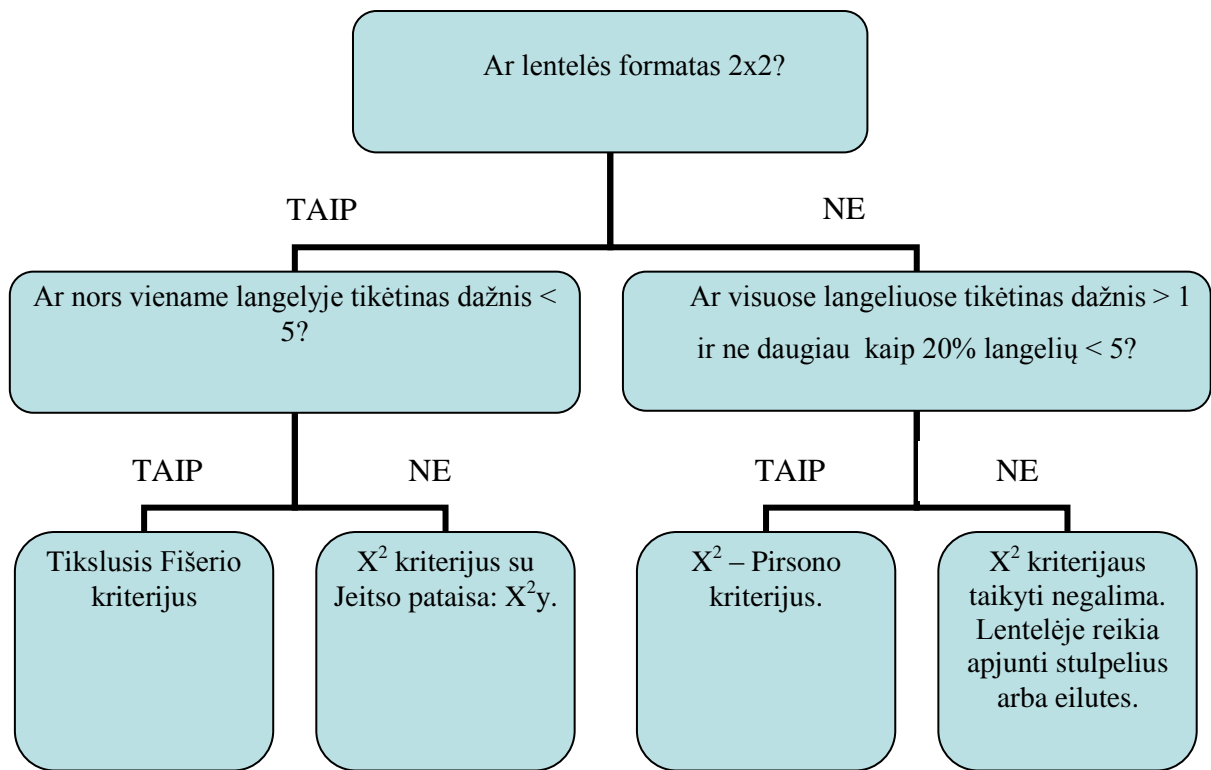 Ar lentelės formatas 2x2?
TAIP
NE
Ar nors viename langelyje tikėtinas dažnis <
5?
Ar visuose langeliuose tikėtinas dažnis > 1
ir ne daugiau kaip 20% langelių < 5?
TAIP
NE
TAIP
NE
Tikslusis Fišerio
kriterijus
X² kriterijus su
Jeitso pataisa: X²y.
X² – Pirsono
kriterijus.
X² kriterijaus
taikyti negalima.
Lentelėje reikia
apjunti stulpelius
arba eilutes.